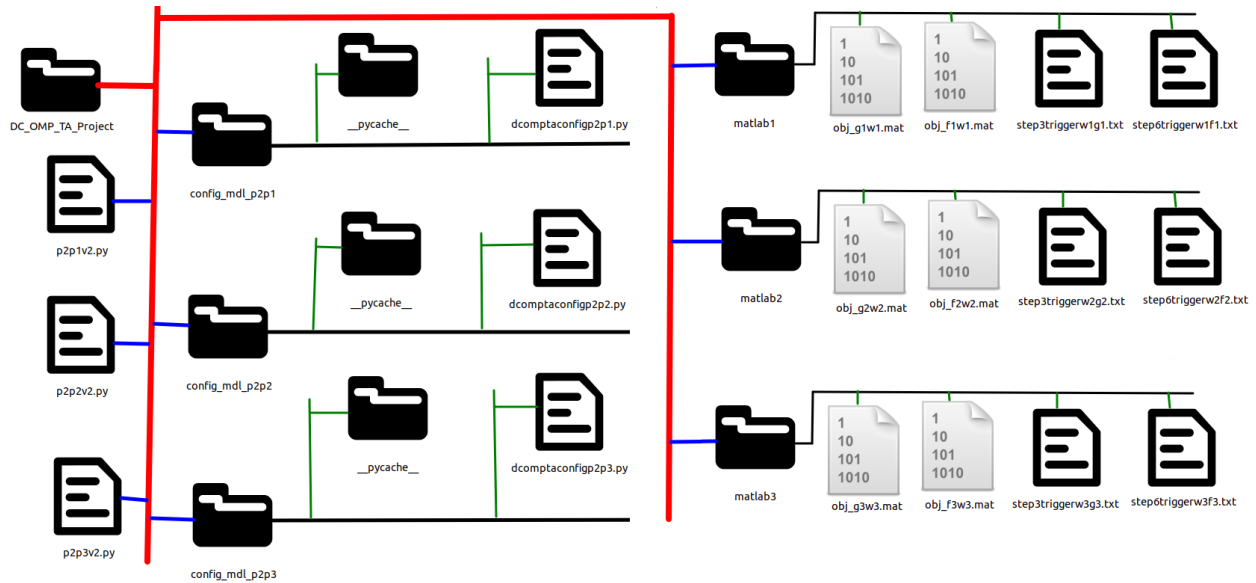 DC_OMP_TA_Project
p2p1v2.py
p2p2v2.py
p2p3v2.py
config_mdl_p2p1
__pycache__
dcomptaconfigp2p1.py
config_mdl_p2p2
__pycache__
dcomptaconfigp2p2.py
config_mdl_p2p3
__pycache__
dcomptaconfigp2p3.py
matlab1
1
10
101
1010
obj_g1w1.mat
1
10
101
1010
obj_f1w1.mat
step3triggerw1g1.txt
step6triggerw1f1.txt
matlab2
1
10
101
1010
obj_g2w2.mat
1
10
101
1010
obj_f2w2.mat
step3triggerw2g2.txt
step6triggerw2f2.txt
matlab3
1
10
101
1010
obj_g3w3.mat
1
10
101
1010
obj_f3w3.mat
step3triggerw3g3.txt
step6triggerw3f3.txt